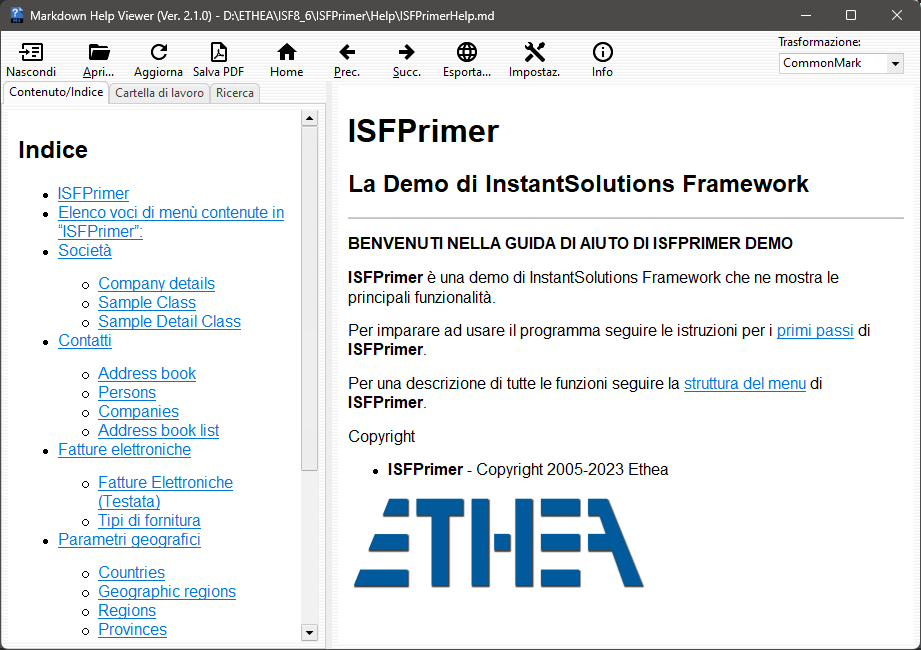 Markdown Help Viewer (Ver. 2.1.0) - D:\ETHEA\ISF8_6\ISFPrimer\Help\ISFPrimerHelp.md
Nascondi
Apri...
Aggiorna
Salva PDF
Home
Prec.
Succ.
Esporta...
Impostaz.
Info
Trasformazione:
CommonMark
Contenuto/Indice
Cartella di lavoro
Ricerca
Indice
ISFPrimer
Elenco voci di menù contenute in
“ISFPrimer”:
Società
Company details
Sample Class
Sample Detail Class
Contatti
Address book
Persons
Companies
Address book list
Fatture elettroniche
Fatture Elettroniche
(Testata)
Tipi di fornitura
Parametri geografici
Countries
Geographic regions
Regions
Provinces
ISFPrimer
La Demo di InstantSolutions Framework
BENVENUTI NELLA GUIDA DI AIUTO DI ISFPRIMER DEMO
ISFPrimer è una demo di InstantSolutions Framework che ne mostra le
principali funzionalità.
Per imparare ad usare il programma seguire le istruzioni per i primi passi di
ISFPrimer.
Per una descrizione di tutte le funzioni seguire la struttura del menu di
ISFPrimer.
Copyright
ISFPrimer - Copyright 2005-2023 Ethea
ETHEA